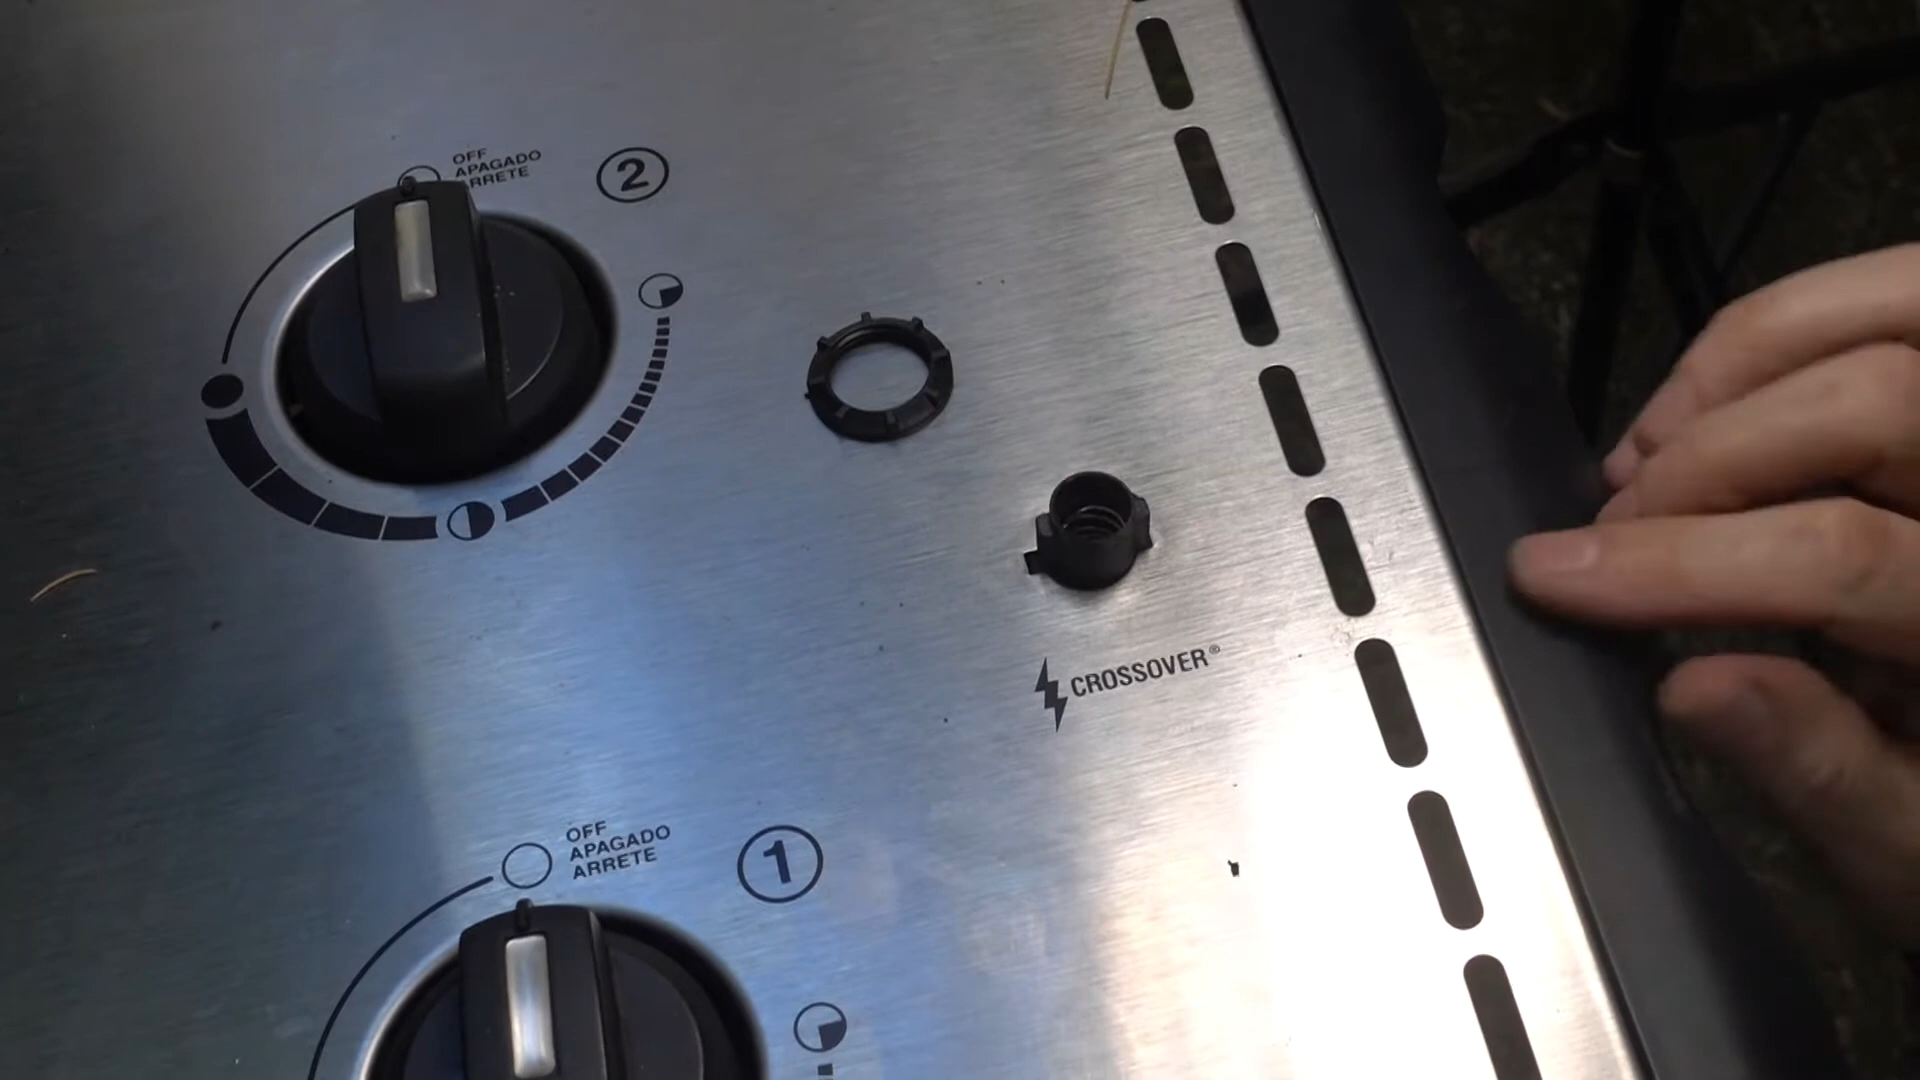 OFF
APAGADO
ARRETE
2
CROSSOVER®
OFF
APAGADO
ARRETE
1